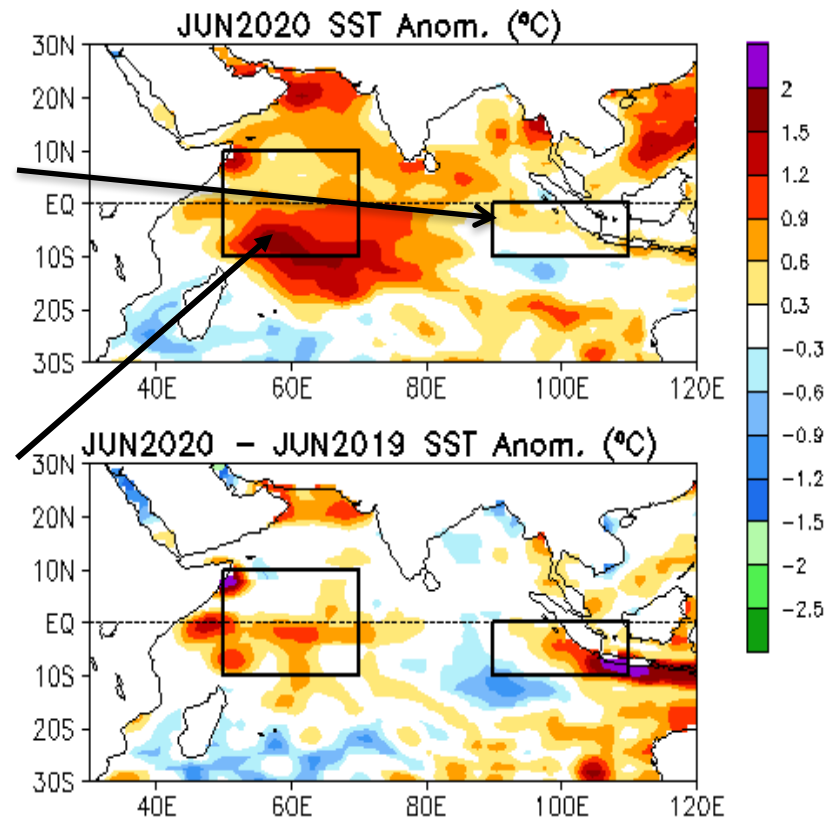 JUN2020 SST Anom. (ºC)
30N
20N
10N
EQ
10S
20S
30S
40E 60E 80E 100E 120E
2
1.5
1.2
0.9
0.6
0.3
-0.3
-0.6
-0.9
-1.2
-1.5
-2
-2.5
JUN2020 - JUN2019 SST Anom. (ºC)
30N
20N
10N
EQ
10S
20S
30S
40E 60E 80E 100E 120E